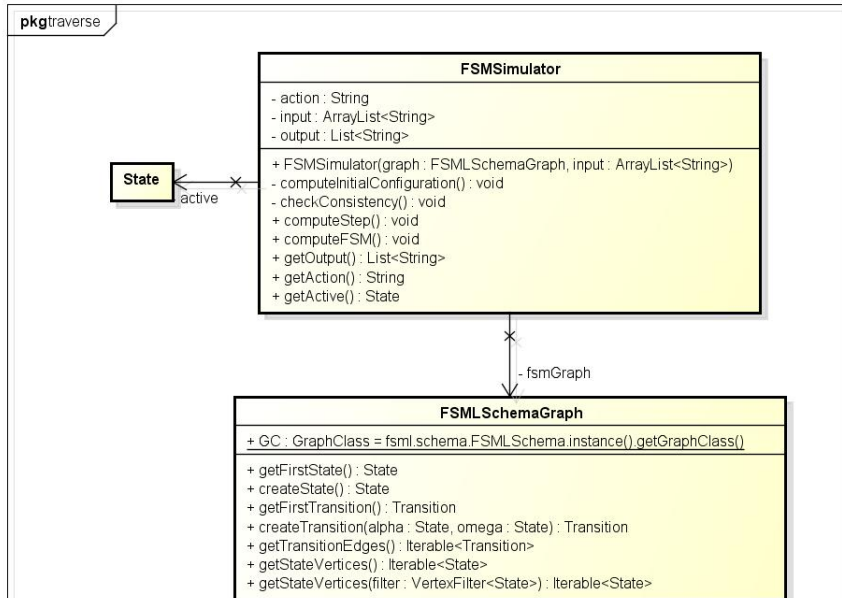 pkg traverse
FSMSimulator
- action : String
- input : ArrayList<String>
- output : List<String>
+ FSMSimulator(graph : FSMLSchemaGraph, input : ArrayList<String>)
- computeInitialConfiguration() : void
- checkConsistency() : void
+ computeStep() : void
+ computeFSM() : void
+ getOutput() : List<String>
+ getAction() : String
+ getActive() : State
State
active
- fsmGraph
FSMLSchemaGraph
+ GC : GraphClass = fsml.schema.FSMLSchema.instance().getGraphClass()
+ getFirstState() : State
+ createState() : State
+ getFirstTransition() : Transition
+ createTransition(alpha : State, omega : State) : Transition
+ getTransitionEdges() : Iterable<Transition>
+ getStateVertices() : Iterable<State>
+ getStateVertices(filter : VertexFilter<State>) : Iterable<State>